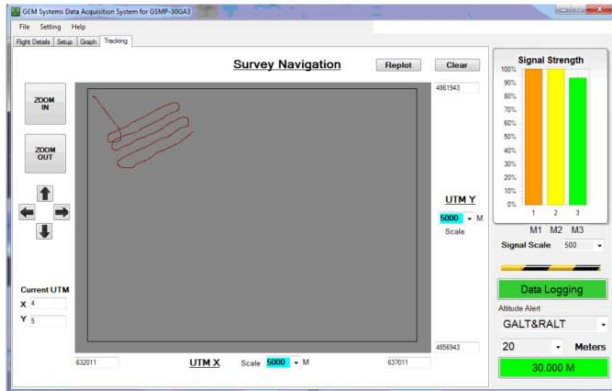 GEM Systems Data Acquisition System for GSMP-30GA3
File Setting Help
Flight Details Setup Graph Tracking
Survey Navigation
Replot
Clear
ZOOM
IN
ZOOM
OUT
Current UTM
X 4
Y 5
4861943
UTM Y
5000 M
Scale
4856943
632011
UTM X
Scale 5000 M
637011
Signal Strength
100%
90%
80%
70%
60%
50%
40%
30%
20%
10%
0%
1 2 3
M1 M2 M3
Signal Scale 500
Data Logging
Altitude Alert
GALT&RALT
20 Meters
30.000 M